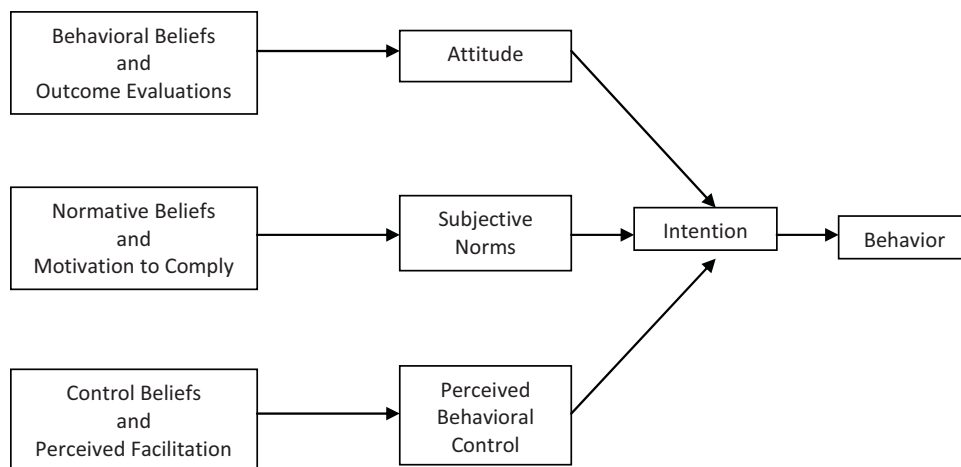 Behavioral Beliefs
and
Outcome Evaluations
Attitude
Normative Beliefs
and
Motivation to Comply
Subjective
Norms
Intention
Behavior
Control Beliefs
and
Perceived Facilitation
Perceived
Behavioral
Control